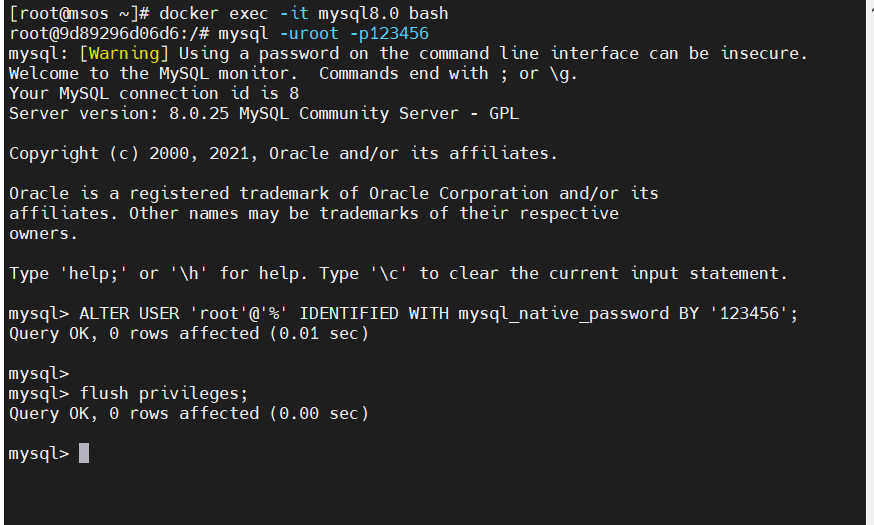 [root@msos ~]# docker exec -it mysql8.0 bash
root@9d89296d06d6:/# mysql -uroot -p123456
mysql: [Warning] Using a password on the command line interface can be insecure.
Welcome to the MySQL monitor.  Commands end with ; or \g.
Your MySQL connection id is 8
Server version: 8.0.25 MySQL Community Server - GPL

Copyright (c) 2000, 2021, Oracle and/or its affiliates.

Oracle is a registered trademark of Oracle Corporation and/or its
affiliates. Other names may be trademarks of their respective
owners.

Type 'help;' or '\h' for help. Type '\c' to clear the current input statement.

mysql> ALTER USER 'root'@'%' IDENTIFIED WITH mysql_native_password BY '123456';
Query OK, 0 rows affected (0.01 sec)

mysql>
mysql> flush privileges;
Query OK, 0 rows affected (0.00 sec)

mysql>